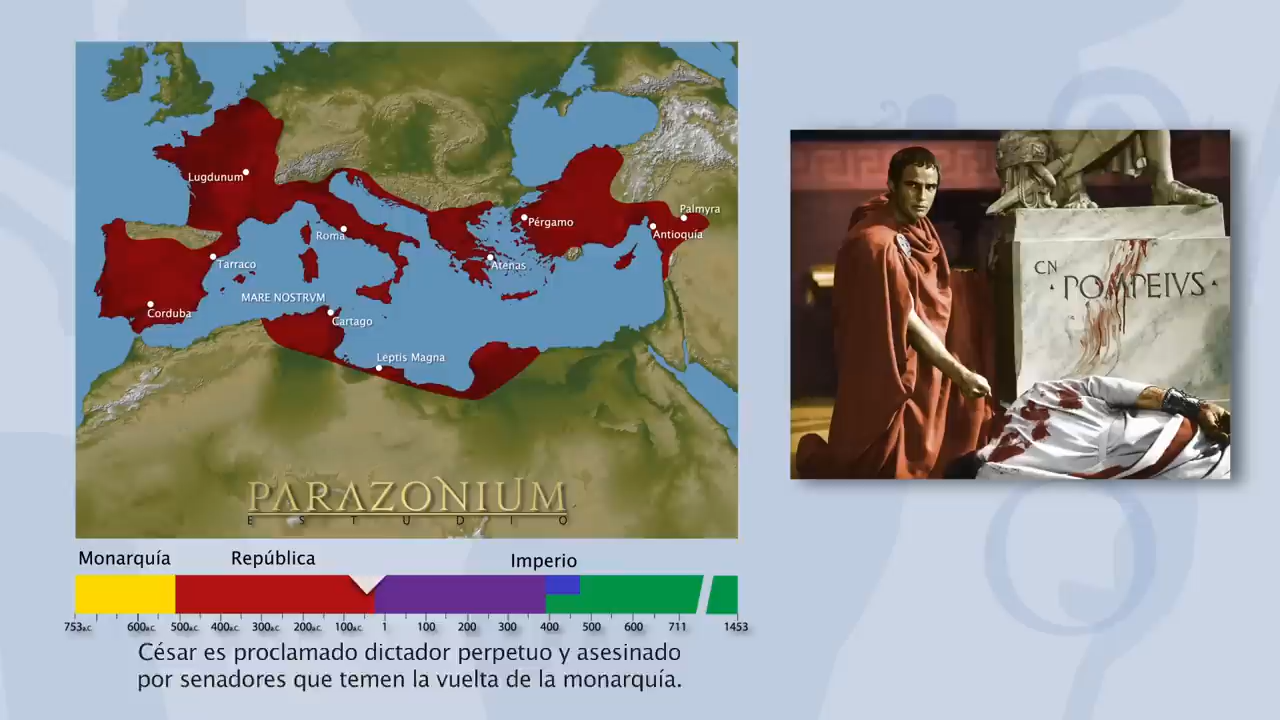 Lugdunum
Palmyra
Pérgamo
Roma
Antioquía
Tarraco
Atenas
MARE NOSTRVM
Corduba
Cartago
Leptis Magna
PARAZONIUM
ESTUDIO
CN
· POMPEIVS ·
Monarquía República Imperio
753a.C. 600a.C. 500a.C. 400a.C. 300a.C. 200a.C. 100a.C. 1 100 200 300 400 500 600 711 1453
César es proclamado dictador perpetuo y asesinado
por senadores que temen la vuelta de la monarquía.